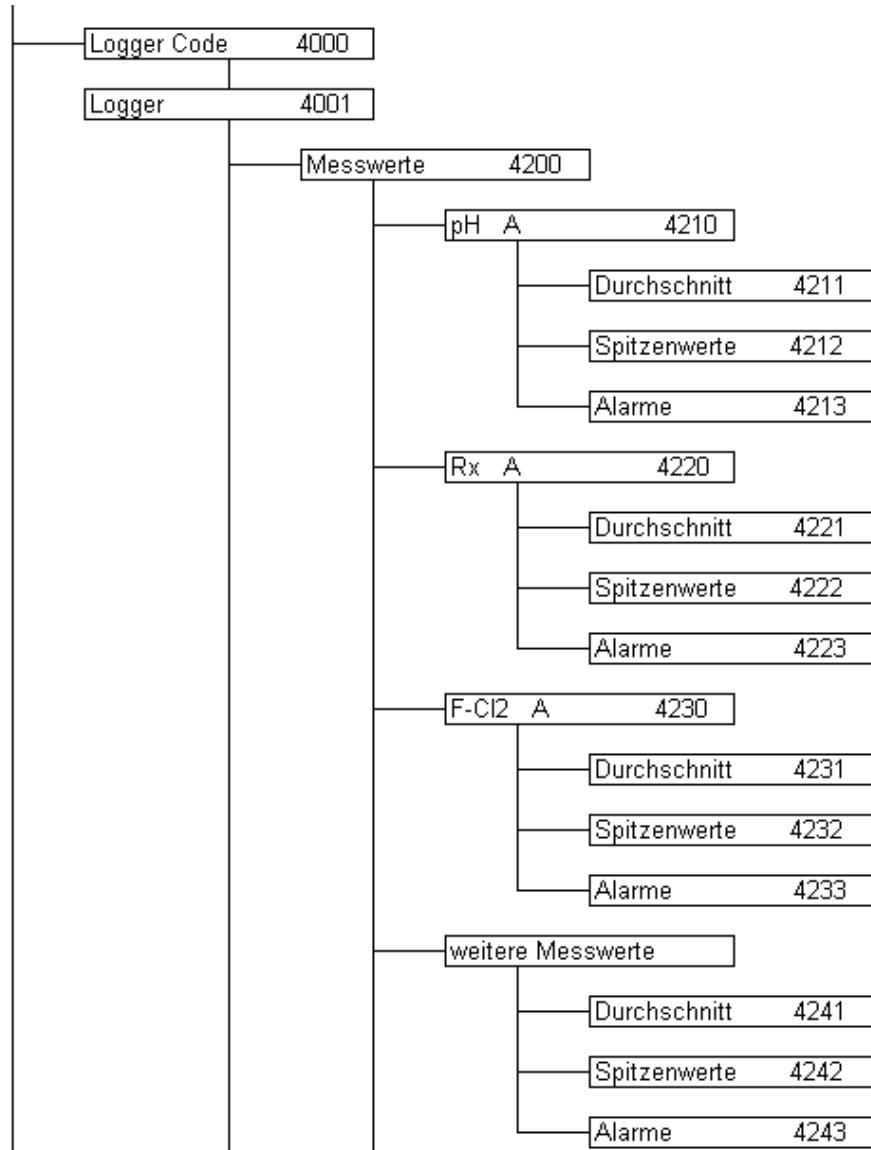 Logger Code 4000
Logger 4001
Messwerte 4200
pH A 4210
Durchschnitt 4211
Spitzenwerte 4212
Alarme 4213
Rx A 4220
Durchschnitt 4221
Spitzenwerte 4222
Alarme 4223
F-Cl2 A 4230
Durchschnitt 4231
Spitzenwerte 4232
Alarme 4233
weitere Messwerte
Durchschnitt 4241
Spitzenwerte 4242
Alarme 4243